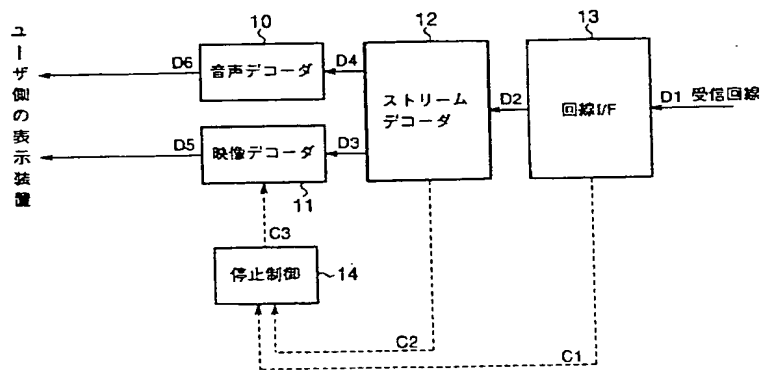 ユーザ側の表示装置
10
音声デコーダ
D6
D4
12
ストリーム
デコーダ
D2
13
回線I/F
D1 受信回線
D5
映像デコーダ
D3
11
C3
停止制御
14
C2
C1